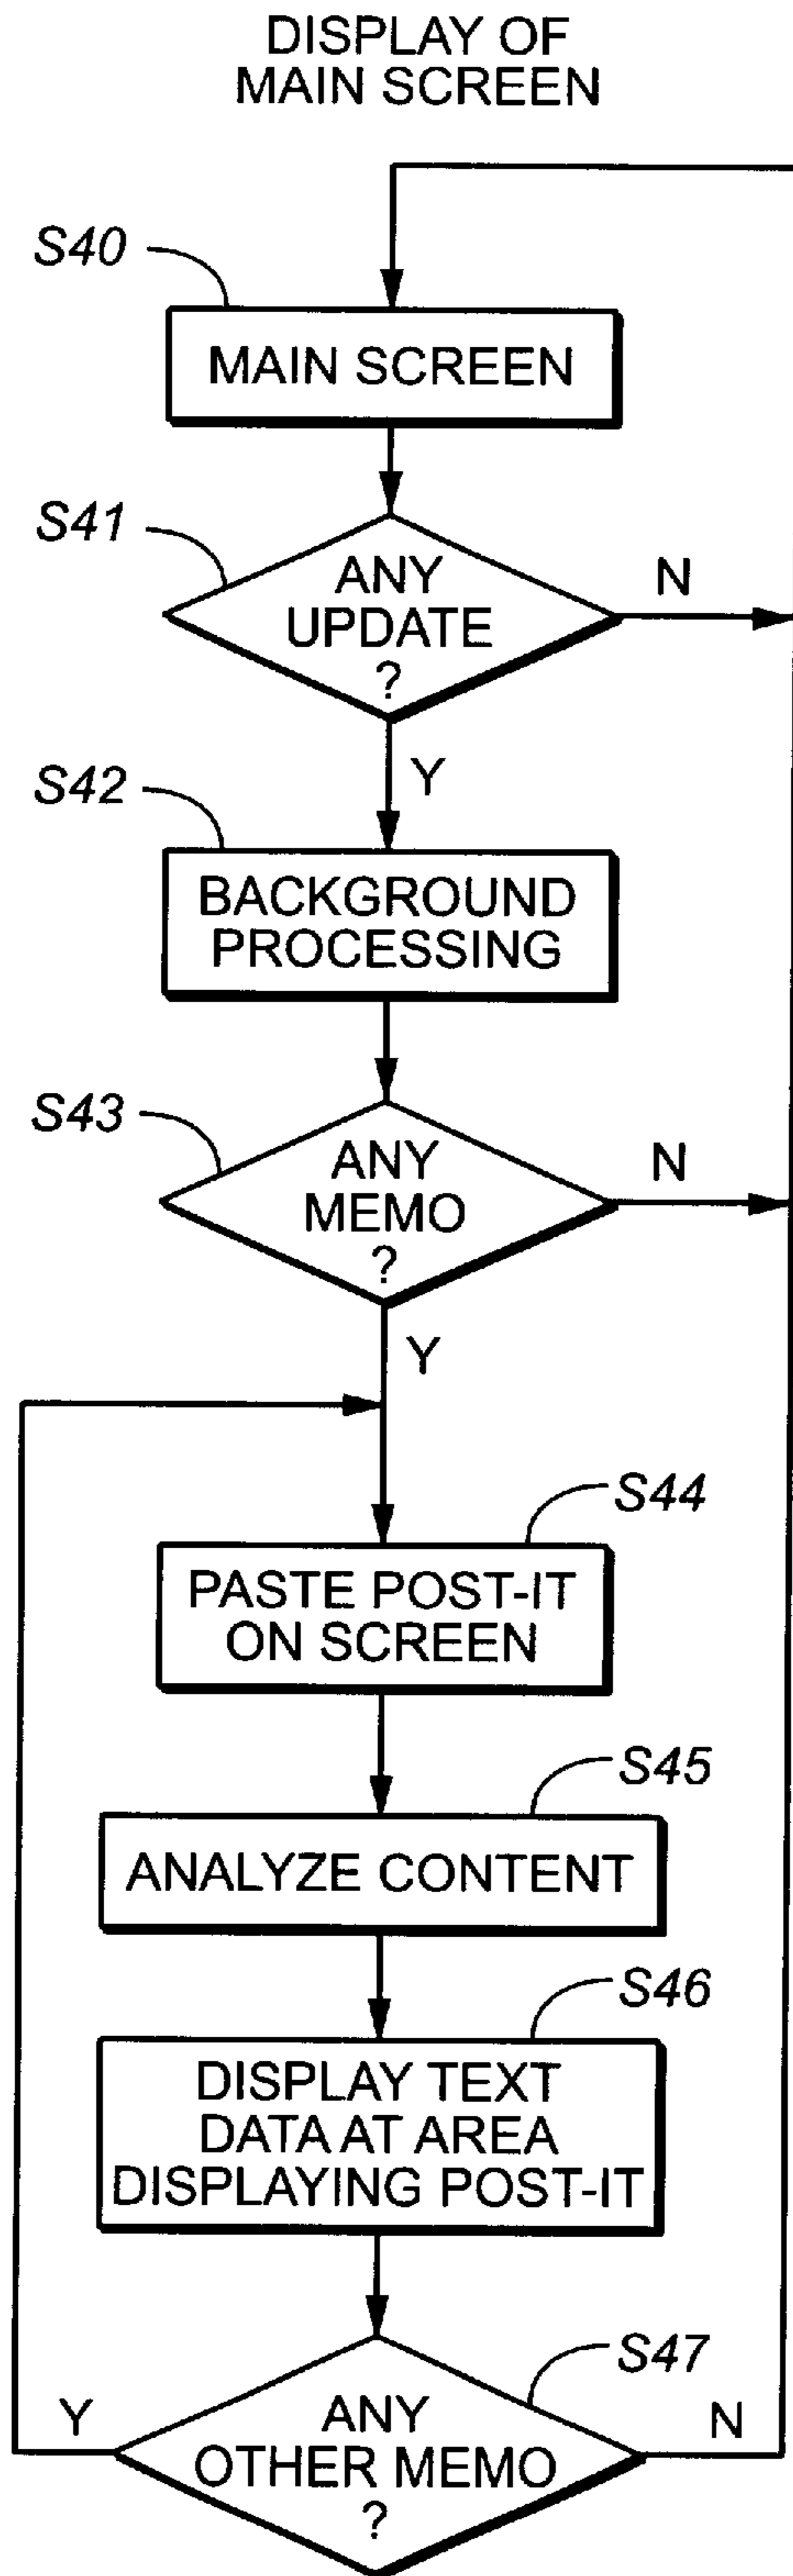 DISPLAY OF
MAIN SCREEN
S40
MAIN SCREEN
S41
ANY
UPDATE
?
N
Y
S42
BACKGROUND
PROCESSING
S43
ANY
MEMO
?
N
Y
S44
PASTE POST-IT
ON SCREEN
S45
ANALYZE CONTENT
S46
DISPLAY TEXT
DATA AT AREA
DISPLAYING POST-IT
S47
Y
ANY
OTHER MEMO
?
N